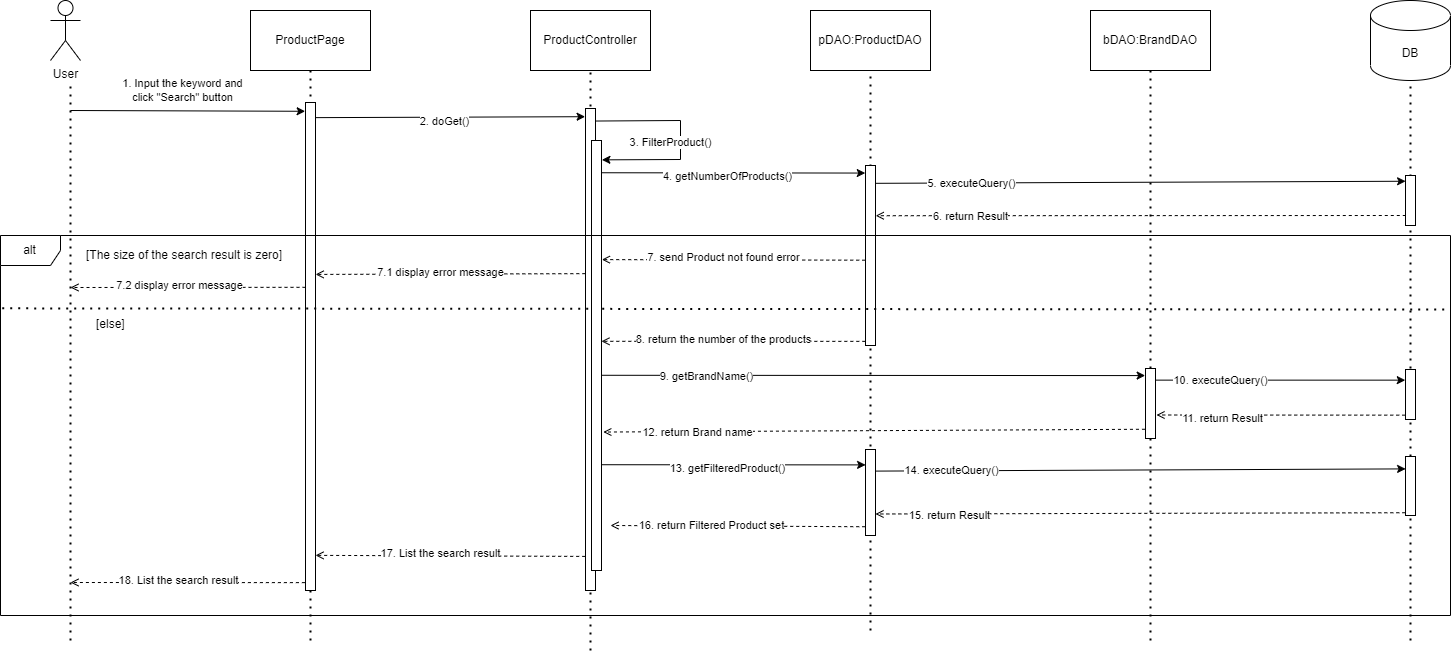 User
ProductPage
ProductController
pDAO:ProductDAO
bDAO:BrandDAO
DB
1. Input the keyword and
click "Search" button
2. doGet()
3. FilterProduct()
4. getNumberOfProducts()
5. executeQuery()
6. return Result
alt
[The size of the search result is zero]
7. send Product not found error
7.1 display error message
7.2 display error message
[else]
8. return the number of the products
9. getBrandName()
10. executeQuery()
11. return Result
12. return Brand name
13. getFilteredProduct()
14. executeQuery()
15. return Result
16. return Filtered Product set
17. List the search result
18. List the search result